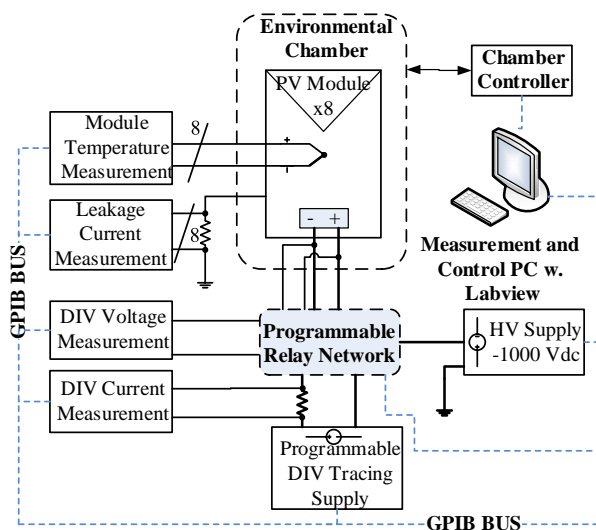 Environmental
Chamber
PV Module
x8
Chamber
Controller
Module
Temperature
Measurement
8
+
-
Leakage
Current
Measurement
8
- +
Measurement and
Control PC w.
Labview
GPIB BUS
DIV Voltage
Measurement
Programmable
Relay Network
HV Supply
-1000 Vdc
DIV Current
Measurement
Programmable
DIV Tracing
Supply
GPIB BUS